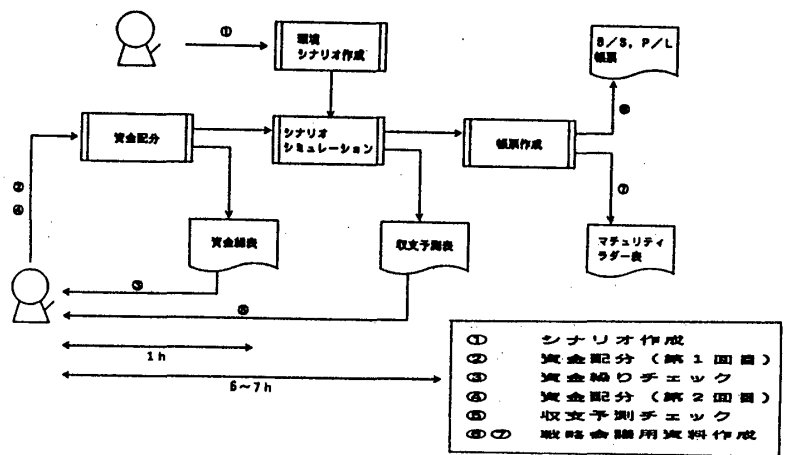 ①
環境
シナリオ作成
B/S, P/L
帳票
資金配分
シナリオ
シミュレーション
帳票作成
⑥
②
④
⑦
資金繰表
収支予測表
マチュリティ
ラダー表
③
⑤
1h
6〜7h
① シナリオ作成
② 資金配分(第1回目)
③ 資金繰りチェック
④ 資金配分(第2回目)
⑤ 収支予測チェック
⑥⑦ 戦略会議用資料作成